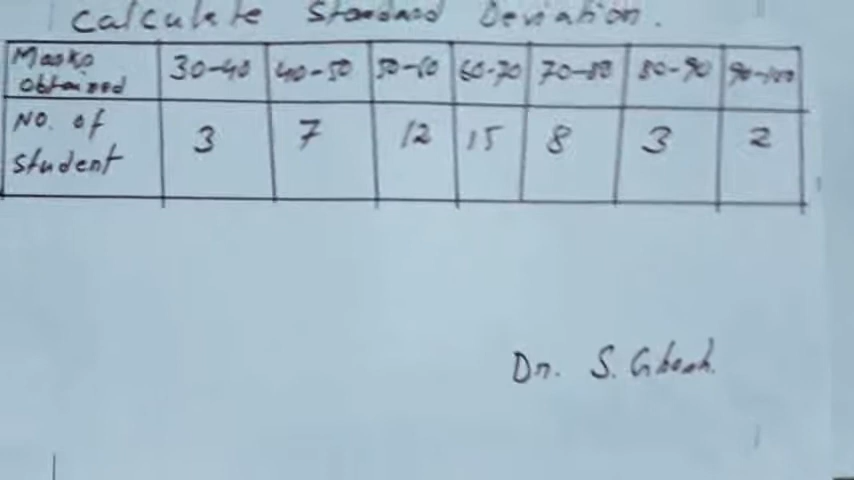 Calculate Standard Deviation.
Marks obtained 30-40 40-50 50-60 60-70 70-80 80-90 90-100
No. of student 3 7 12 15 8 3 2
Dr. S. Ghosh.